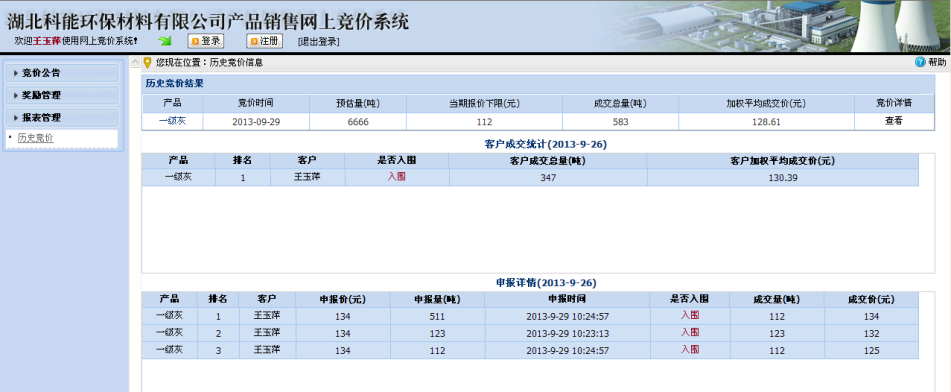 湖北科能环保材料有限公司产品销售网上竞价系统
欢迎王玉萍使用网上竞价系统! 登录 注册 [退出登录]
竞价公告
奖励管理
报表管理
历史竞价
您现在位置:历史竞价信息 帮助
历史竞价结果
产品 竞价时间 预估量(吨) 当期报价下限(元) 成交总量(吨) 加权平均成交价(元) 竞价详情
一级灰 2013-09-29 6666 112 583 128.61 查看
客户成交统计(2013-9-26)
产品 排名 客户 是否入围 客户成交总量(吨) 客户加权平均成交价(元)
一级灰 1 王玉萍 入围 347 130.39
申报详情(2013-9-26)
产品 排名 客户 申报价(元) 申报量(吨) 申报时间 是否入围 成交量(吨) 成交价(元)
一级灰 1 王玉萍 134 511 2013-9-29 10:24:57 入围 112 134
一级灰 2 王玉萍 134 123 2013-9-29 10:23:13 入围 123 132
一级灰 3 王玉萍 134 112 2013-9-29 10:24:57 入围 112 125